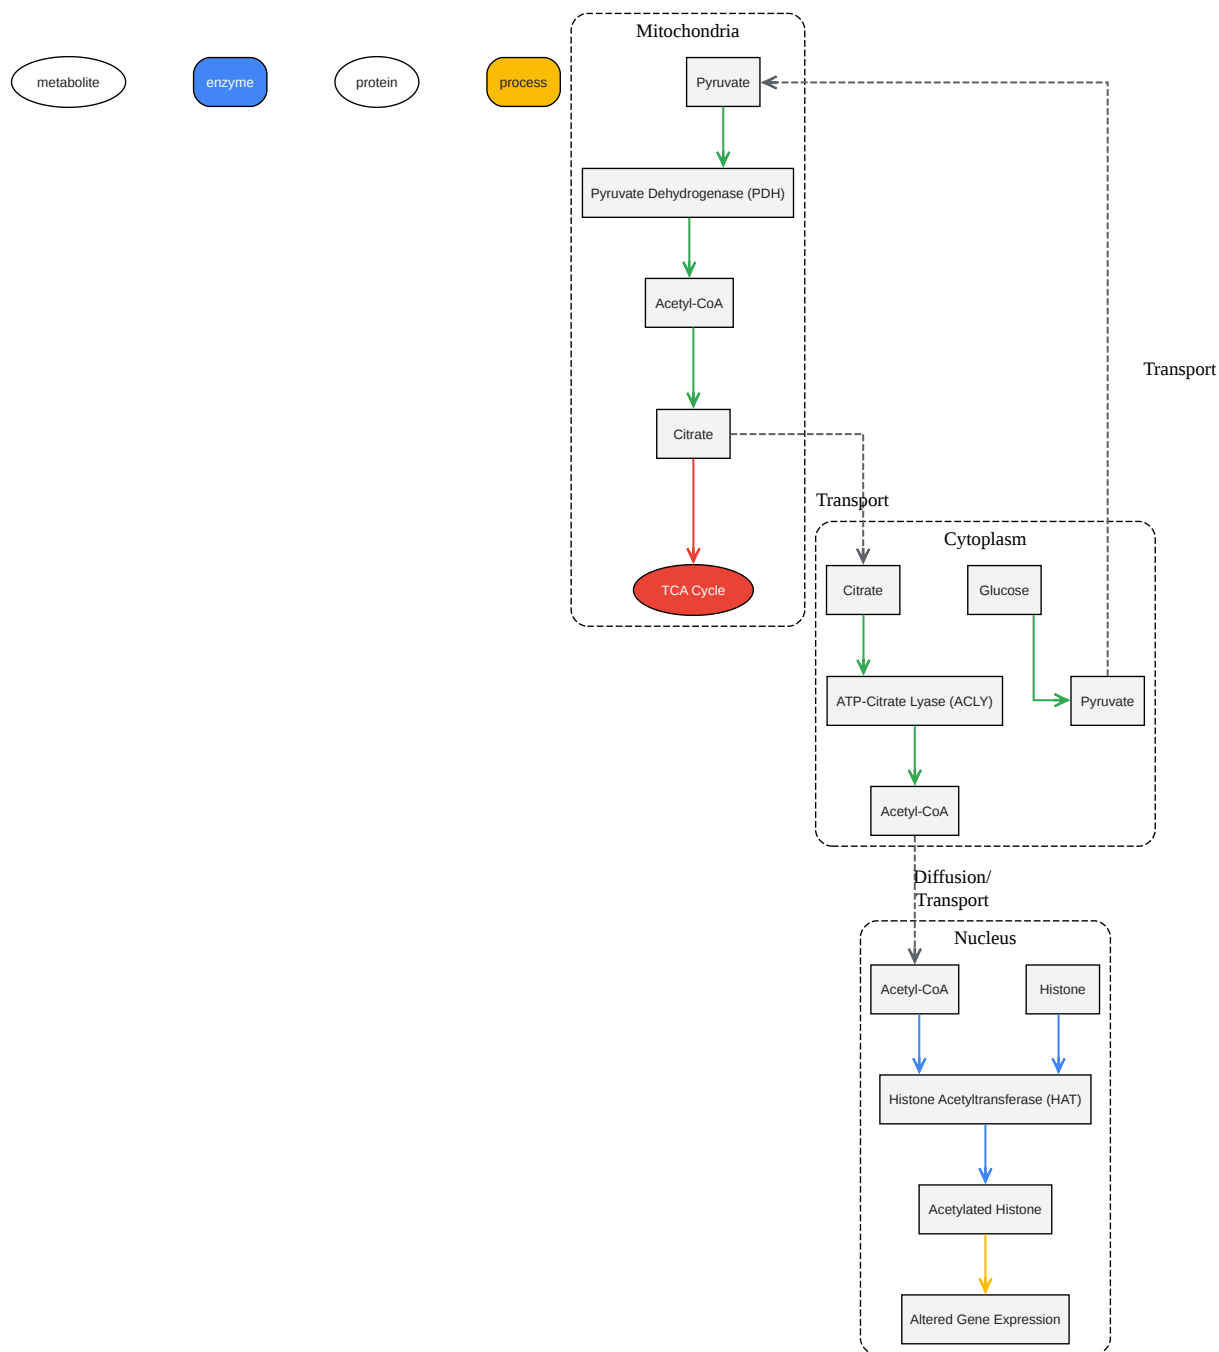 Mitochondria
metabolite
enzyme
protein
process
Pyruvate
Pyruvate Dehydrogenase (PDH)
Acetyl-CoA
Transport
Citrate
Transport
Cytoplasm
TCA Cycle
Citrate
Glucose
ATP-Citrate Lyase (ACLY)
Pyruvate
Acetyl-CoA
Diffusion/
Transport
Nucleus
Acetyl-CoA
Histone
Histone Acetyltransferase (HAT)
Acetylated Histone
Altered Gene Expression